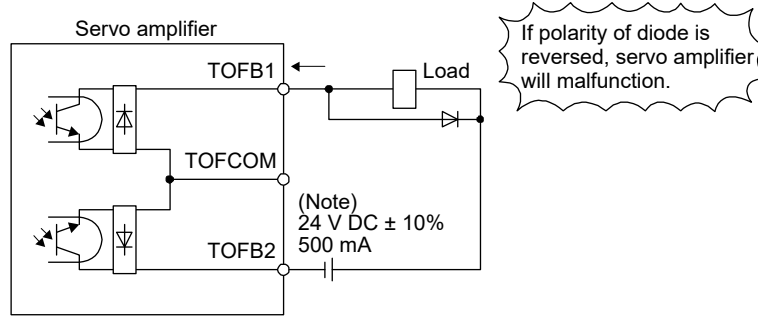 Servo amplifier
TOFB1
Load
If polarity of diode is
reversed, servo amplifier
will malfunction.
TOFCOM
(Note)
24 V DC ± 10%
500 mA
TOFB2